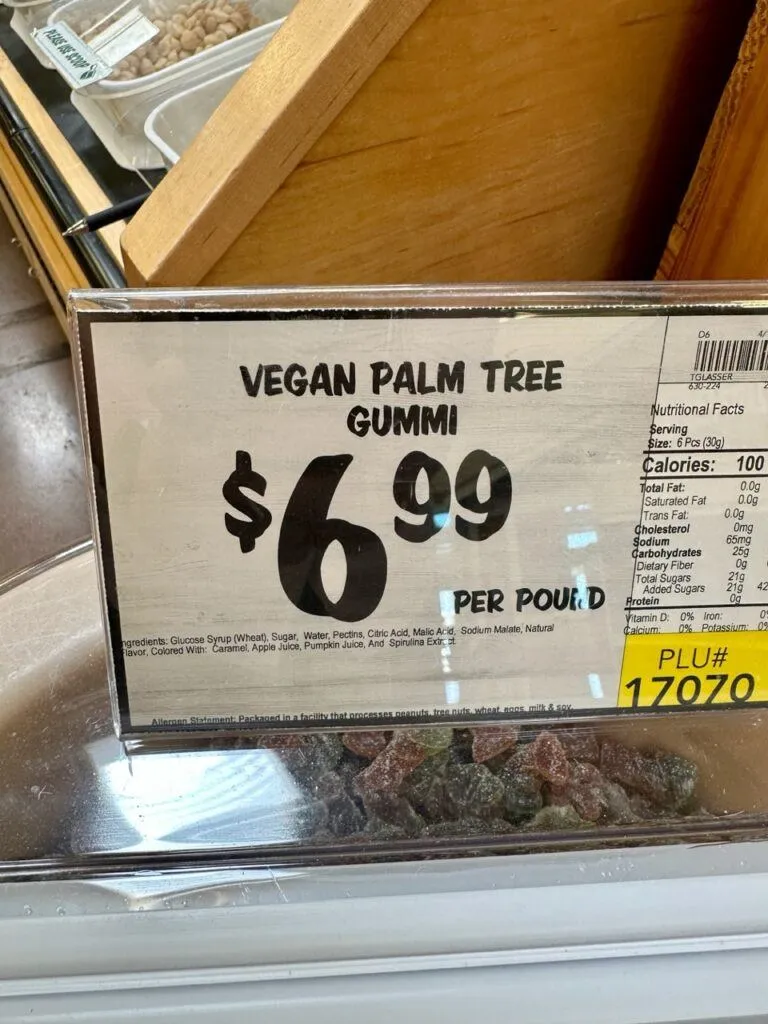 PLEASE USE SCOOP
VEGAN PALM TREE
GUMMI
$6.99
PER POUND
Ingredients: Glucose Syrup (Wheat), Sugar, Water, Pectins, Citric Acid, Malic Acid, Sodium Malate, Natural
Flavor, Colored With: Caramel, Apple Juice, Pumpkin Juice, And Spirulina Extract
Allergen Statement: Packaged in a facility that processes peanuts, tree nuts, wheat, eggs, milk & soy
D6 4/
TGLASSER
630-224 2
Nutritional Facts
Serving
Size: 6 Pcs (30g)
Calories: 100
Total Fat: 0.0g
Saturated Fat 0.0g
Trans Fat: 0.0g
Cholesterol 0mg
Sodium 65mg
Carbohydrates 25g
Dietary Fiber 0g
Total Sugars 21g
Added Sugars 21g 42
Protein 0g
Vitamin D: 0% Iron: 0%
Calcium: 0% Potassium: 0%
PLU#
17070